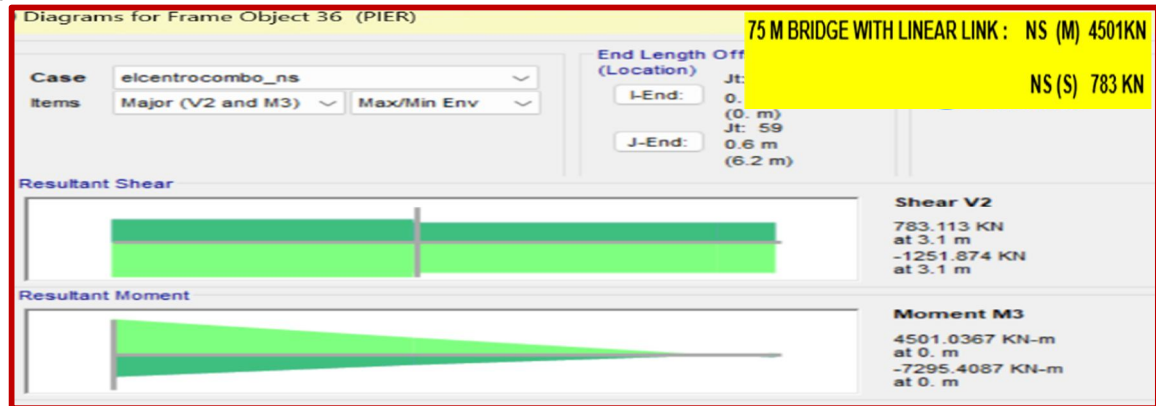 Diagrams for Frame Object 36 (PIER)
75 M BRIDGE WITH LINEAR LINK : NS (M) 4501KN
NS (S) 783 KN
End Length Off
(Location)
Case
elcentrocombo_ns
Items
Major (V2 and M3)
Max/Min Env
I-End:
Jt:
0.
(0. m)
J-End:
Jt: 59
0.6 m
(6.2 m)
Resultant Shear
Shear V2
783.113 KN
at 3.1 m
-1251.874 KN
at 3.1 m
Resultant Moment
Moment M3
4501.0367 KN-m
at 0. m
-7295.4087 KN-m
at 0. m